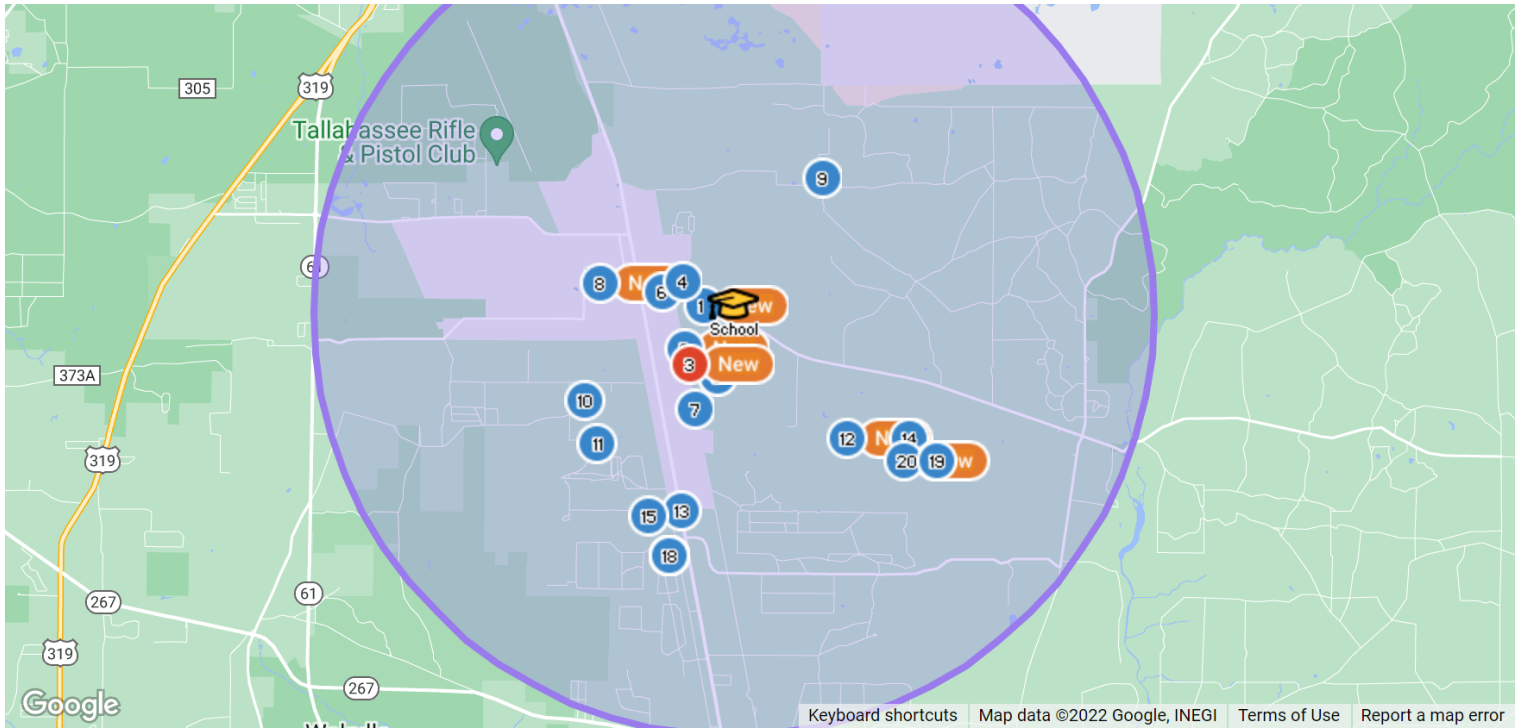 305
319
Tallahassee Rifle
& Pistol Club
9
61
8
6
4
1
School
3
New
373A
10
7
11
12
14
20
19
319
15
13
18
267
61
319
267
Google
Keyboard shortcuts
Map data ©2022 Google, INEGI
Terms of Use
Report a map error